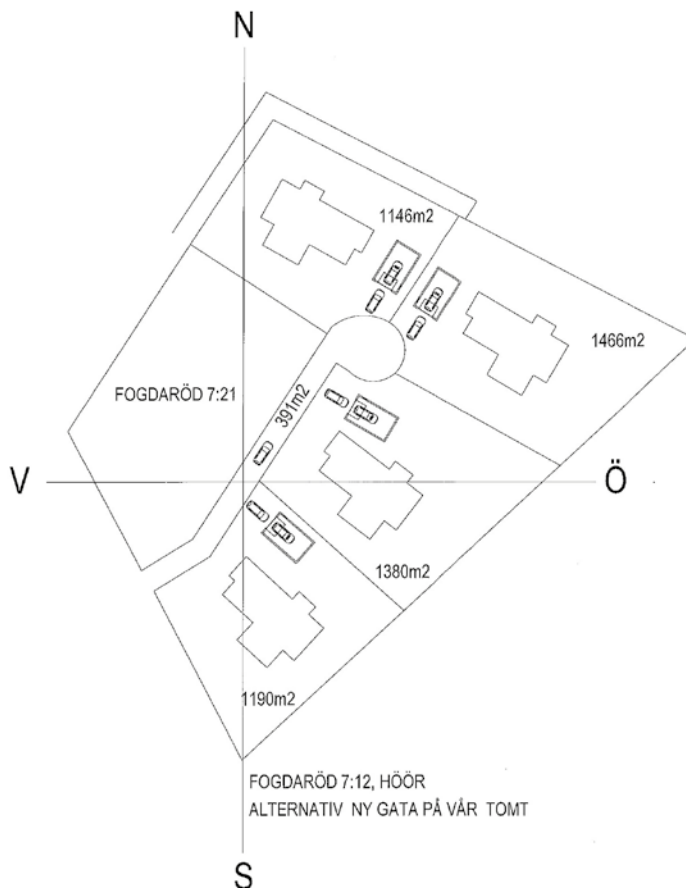 N
1146m2
1466m2
FOGDARÖD 7:21
391m2
V
Ö
1380m2
1190m2
FOGDARÖD 7:12, HÖÖR
ALTERNATIV NY GATA PÅ VÅR TOMT
S